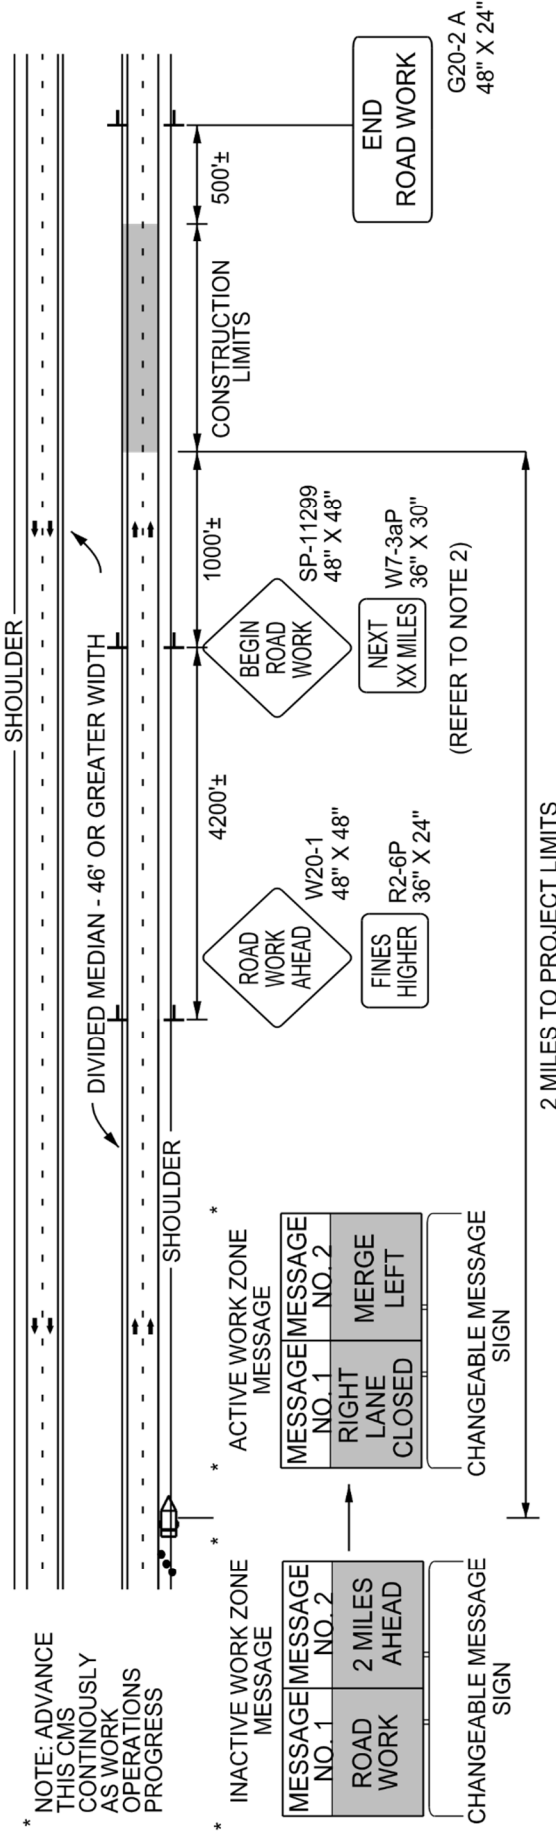 SHOULDER
DIVIDED MEDIAN - 46' OR GREATER WIDTH
SHOULDER
*
NOTE: ADVANCE
THIS CMS
CONTINOUSLY
AS WORK
OPERATIONS
PROGRESS
*
INACTIVE WORK ZONE
MESSAGE
*
MESSAGE
NO. 1
MESSAGE
NO. 2
ROAD
WORK
2 MILES
AHEAD
CHANGEABLE MESSAGE
SIGN
*
ACTIVE WORK ZONE
MESSAGE
*
MESSAGE
NO. 1
MESSAGE
NO. 2
RIGHT
LANE
CLOSED
MERGE
LEFT
CHANGEABLE MESSAGE
SIGN
4200'±
ROAD
WORK
AHEAD
W20-1
48" X 48"
FINES
HIGHER
R2-6P
36" X 24"
1000'±
BEGIN
ROAD
WORK
SP-11299
48" X 48"
NEXT
XX MILES
W7-3aP
36" X 30"
(REFER TO NOTE 2)
CONSTRUCTION
LIMITS
500'±
END
ROAD WORK
G20-2 A
48" X 24"
2 MILES TO PROJECT LIMITS